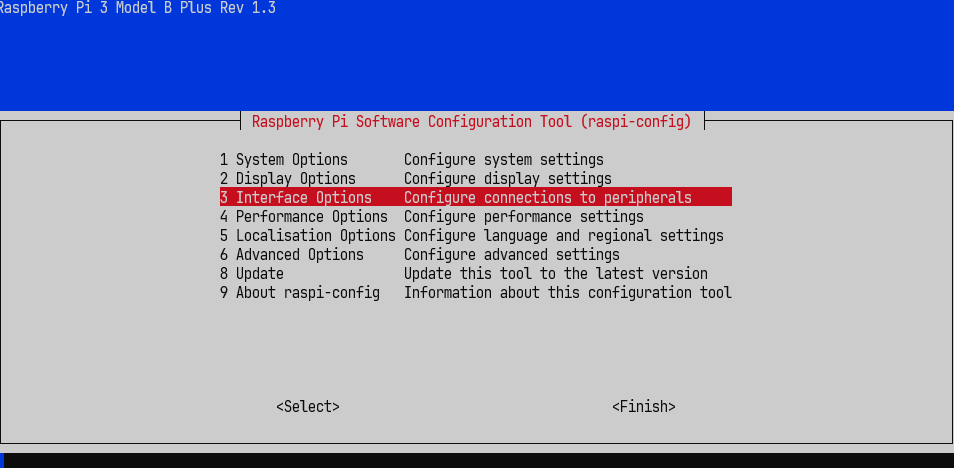 Raspberry Pi 3 Model B Plus Rev 1.3
Raspberry Pi Software Configuration Tool (raspi-config)
1 System Options Configure system settings
2 Display Options Configure display settings
3 Interface Options Configure connections to peripherals
4 Performance Options Configure performance settings
5 Localisation Options Configure language and regional settings
6 Advanced Options Configure advanced settings
8 Update Update this tool to the latest version
9 About raspi-config Information about this configuration tool
<Select> <Finish>